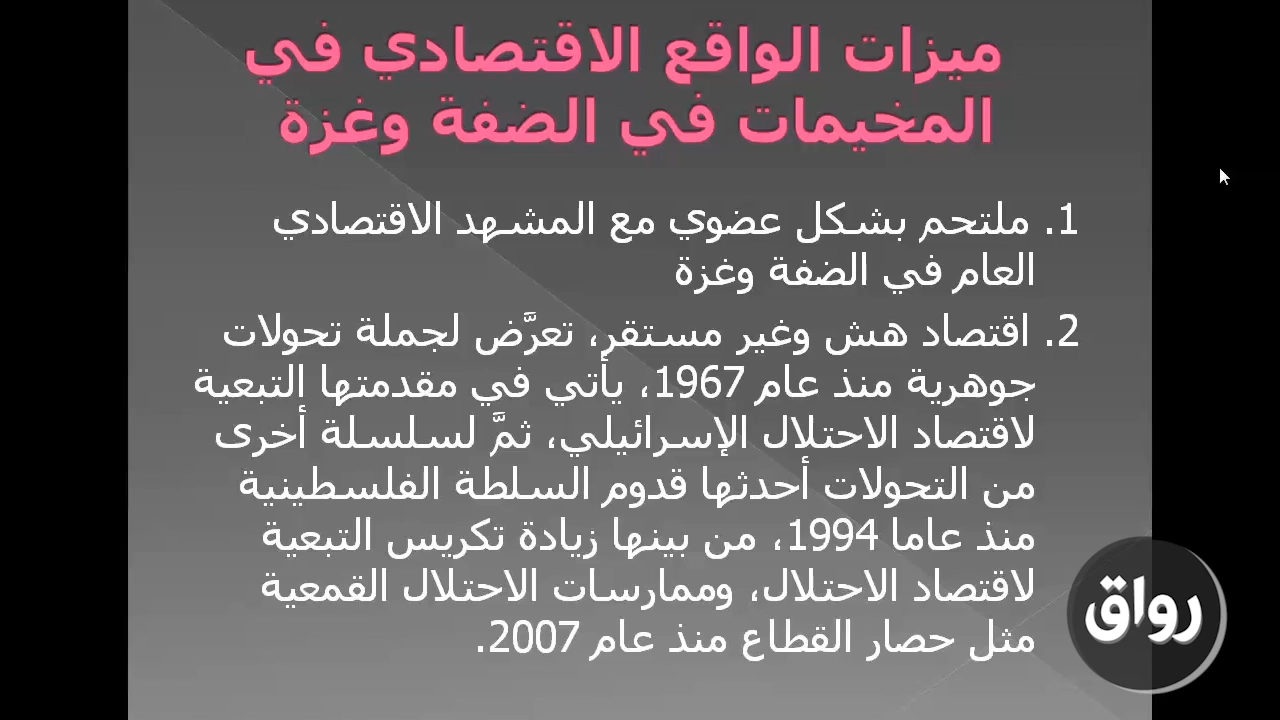 ميزات الواقع الاقتصادي في
المخيمات في الضفة وغزة
1. ملتحم بشكل عضوي مع المشهد الاقتصادي
العام في الضفة وغزة
2. اقتصاد هش وغير مستقر، تعرَّض لجملة تحولات
جوهرية منذ عام 1967، يأتي في مقدمتها التبعية
لاقتصاد الاحتلال الإسرائيلي، ثمَّ لسلسلة أخرى
من التحولات أحدثها قدوم السلطة الفلسطينية
منذ عاما 1994، من بينها زيادة تكريس التبعية
لاقتصاد الاحتلال، وممارسات الاحتلال القمعية
مثل حصار القطاع منذ عام 2007.
رواق